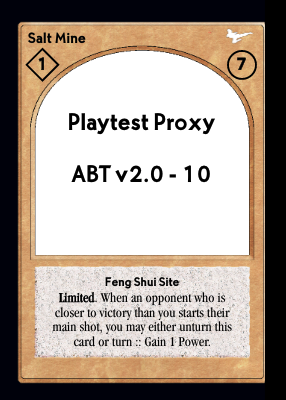 Salt Mine
1
7
Playtest Proxy
ABT v2.0 - 10
Feng Shui Site
Limited. When an opponent who is
closer to victory than you starts their
main shot, you may either unturn this
card or turn :: Gain 1 Power.